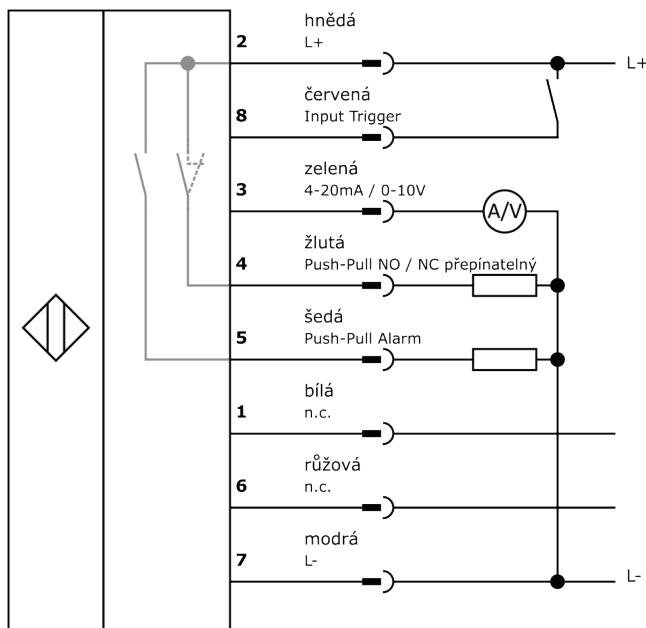 hnědá
2
L+
L+
červená
8
Input Trigger
zelená
3
4-20mA / 0-10V
A/V
žlutá
4
Push-Pull NO / NC přepínatelný
šedá
5
Push-Pull Alarm
bílá
1
n.c.
růžová
6
n.c.
modrá
7
L-
L-